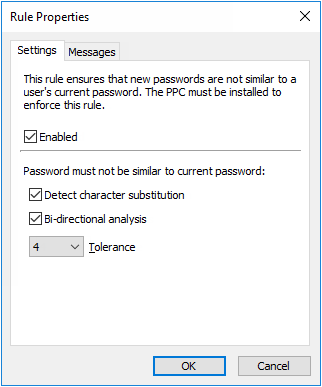 Rule Properties
Settings
Messages
This rule ensures that new passwords are not similar to a
user's current password. The PPC must be installed to
enforce this rule.
Enabled
Password must not be similar to current password:
Detect character substitution
Bi-directional analysis
4 Tolerance
OK
Cancel